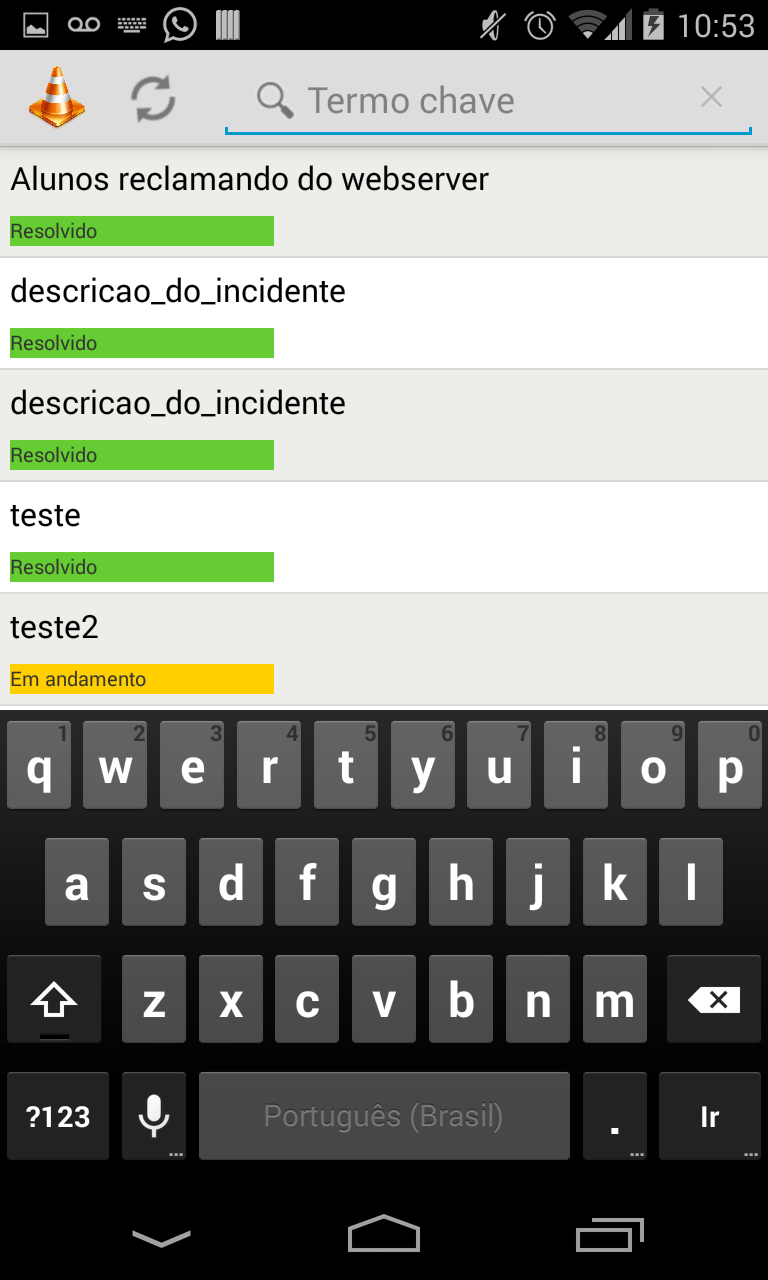 10:53
Termo chave
Alunos reclamando do webserver
Resolvido
descricao_do_incidente
Resolvido
descricao_do_incidente
Resolvido
teste
Resolvido
teste2
Em andamento
1 2 3 4 5 6 7 8 9 0
q w e r t y u i o p
a s d f g h j k l
z x c v b n m
?123 Português (Brasil) . Ir